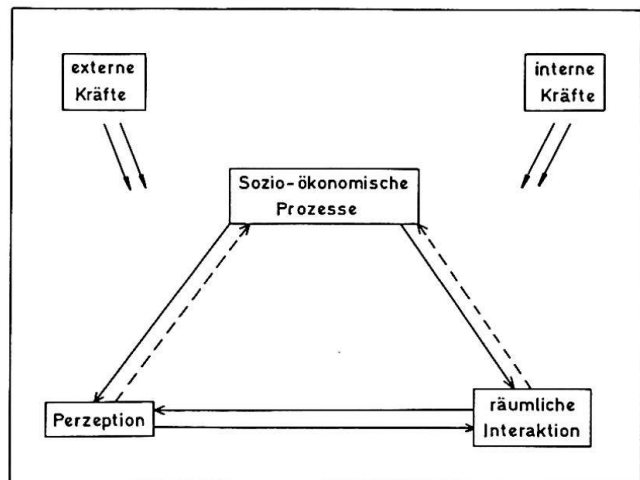 externe
Kräfte
interne
Kräfte
Sozio-ökonomische
Prozesse
Perzeption
räumliche
Interaktion